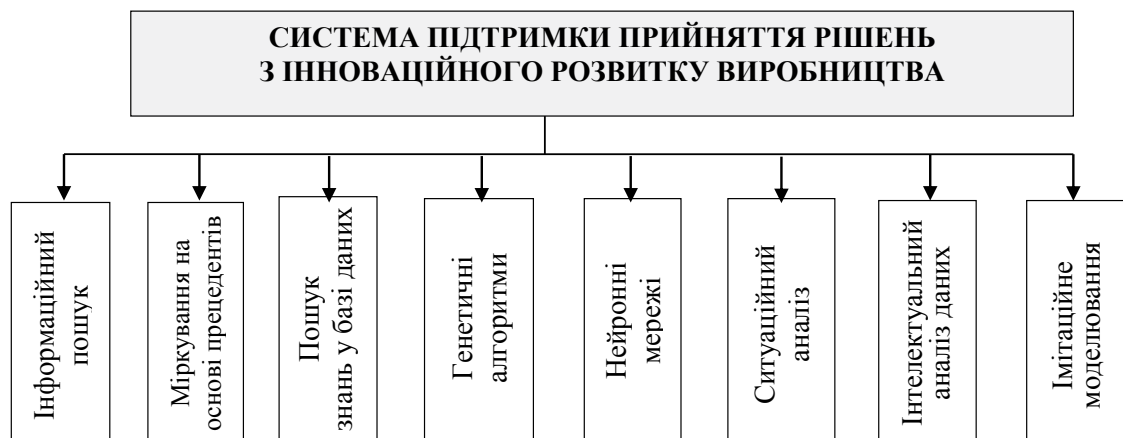 СИСТЕМА ПІДТРИМКИ ПРИЙНЯТТЯ РІШЕНЬ
З ІННОВАЦІЙНОГО РОЗВИТКУ ВИРОБНИЦТВА
Інформаційний
пошук
Міркування на
основі прецедентів
Пошук
знань у базі даних
Генетичні
алгоритми
Нейронні
мережі
Ситуаційний
аналіз
Інтелектуальний
аналіз даних
Імітаційне
моделювання